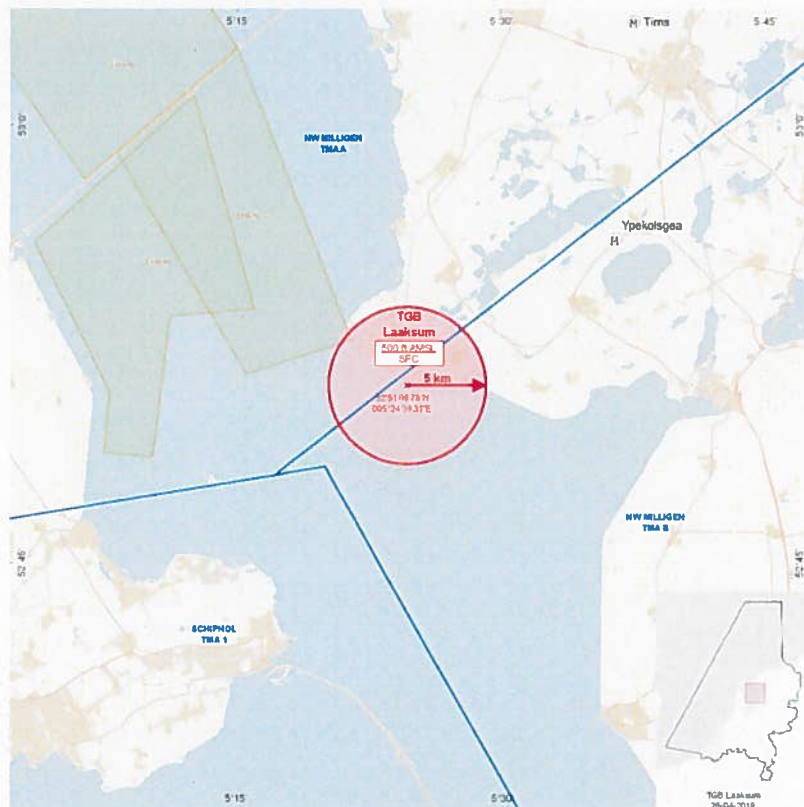 5°15' 5°30' 5°45'
M Tirns
53°0' 53°0'
NW MILLIGEN
TMA A
Ypekolsgea
M
TGB
Laaksum
500 ft AMSL
SFC
5 km
NW MILLIGEN
TMA B
52°45' 52°45'
SCHIPHOL
TMA 1
5°15' 5°30'
TGB Laaksum